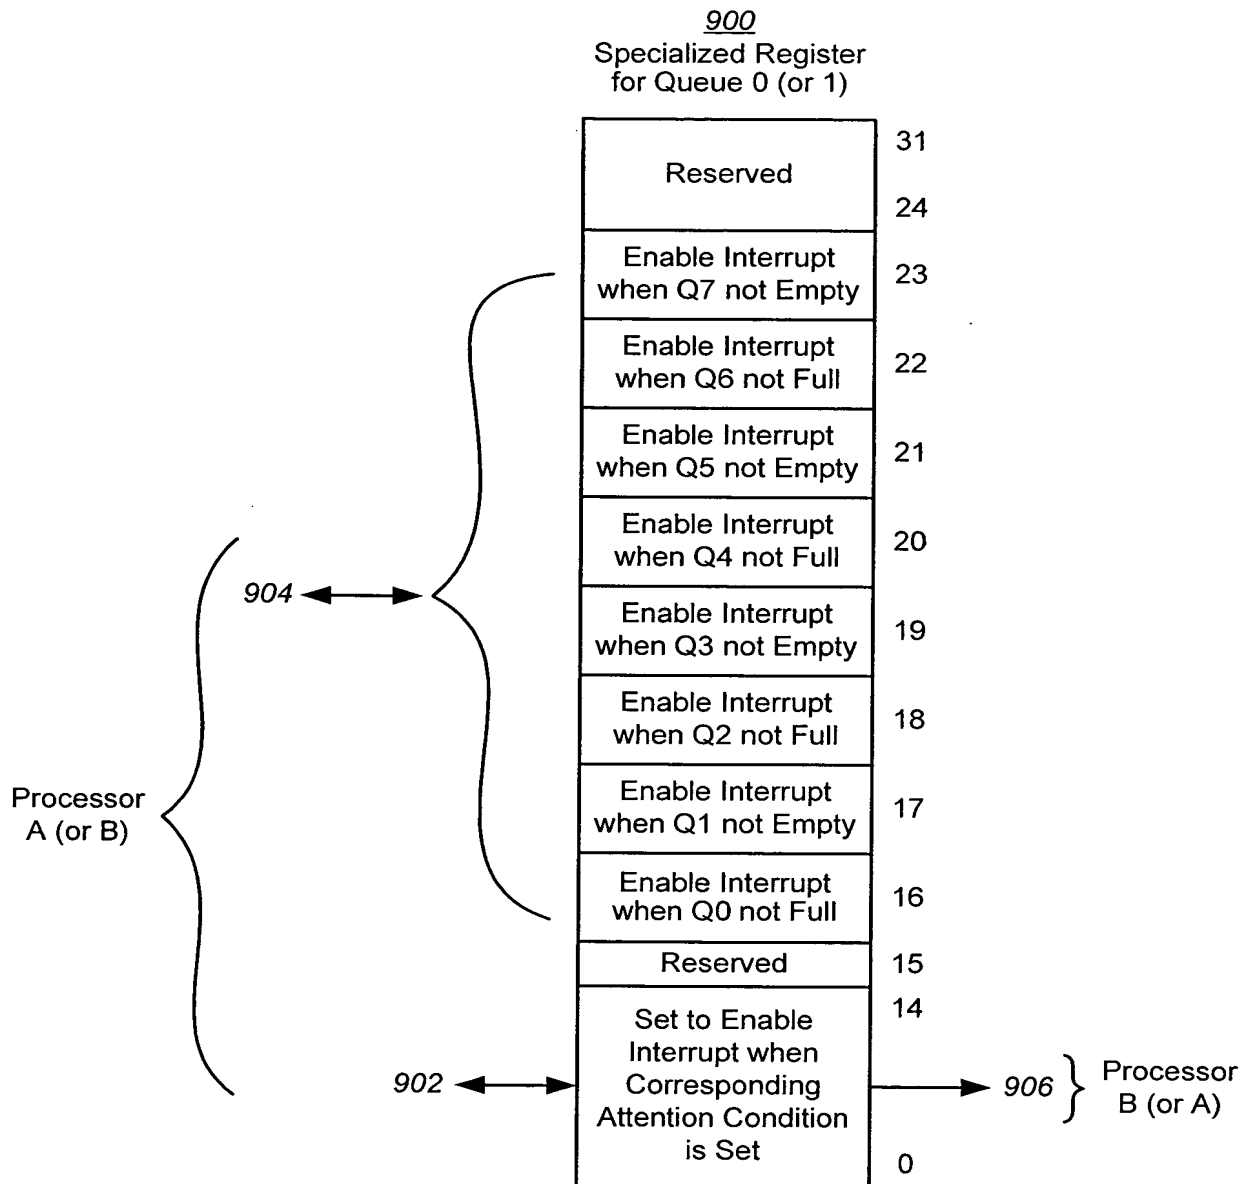 900
Specialized Register
for Queue 0 (or 1)
31
Reserved
24
Enable Interrupt
when Q7 not Empty
23
Enable Interrupt
when Q6 not Full
22
Enable Interrupt
when Q5 not Empty
21
Enable Interrupt
when Q4 not Full
20
904
Enable Interrupt
when Q3 not Empty
19
Enable Interrupt
when Q2 not Full
18
Processor
A (or B)
Enable Interrupt
when Q1 not Empty
17
Enable Interrupt
when Q0 not Full
16
Reserved
15
14
Set to Enable
Interrupt when
Corresponding
Attention Condition
is Set
902
906
Processor
B (or A)
0